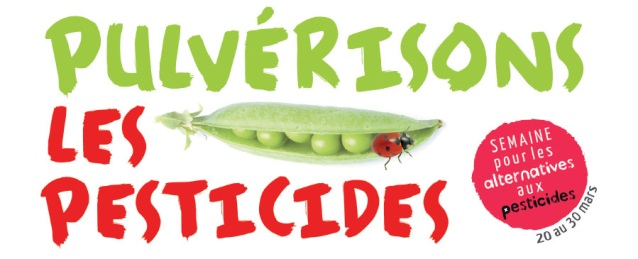 PULVÉRISONS
LES
PESTICIDES
SEMAINE
pour les
alternatives
aux
pesticides
20 au 30 mars